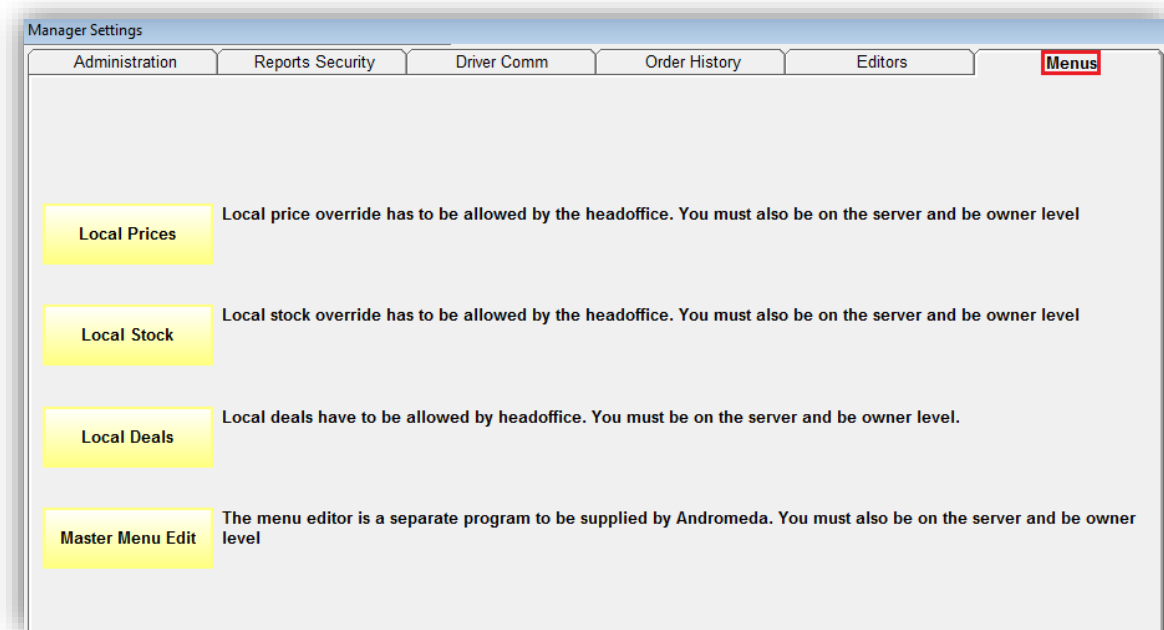 Manager Settings
Administration Reports Security Driver Comm Order History Editors Menus
Local Prices
Local price override has to be allowed by the headoffice. You must also be on the server and be owner level
Local Stock
Local stock override has to be allowed by the headoffice. You must also be on the server and be owner level
Local Deals
Local deals have to be allowed by headoffice. You must be on the server and be owner level.
Master Menu Edit
The menu editor is a separate program to be supplied by Andromeda. You must also be on the server and be owner
level